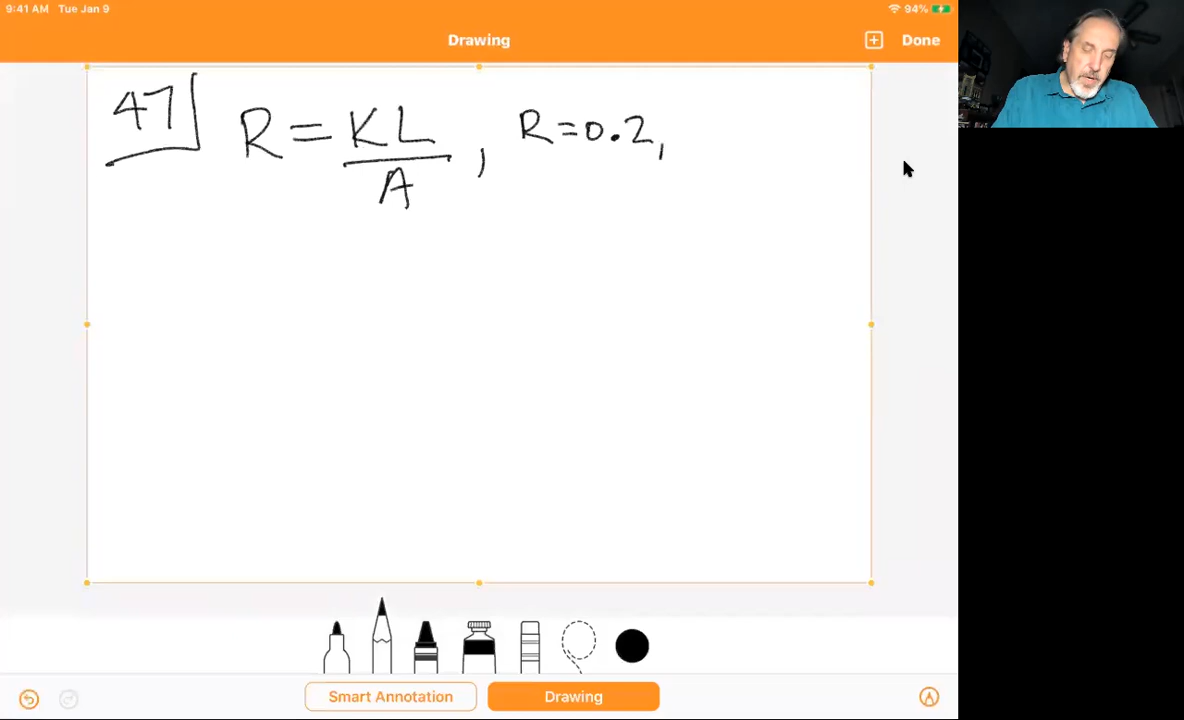 9:41 AM Tue Jan 9
94%
Drawing
Done
47 R = KL/A , R = 0.2,
Smart Annotation
Drawing